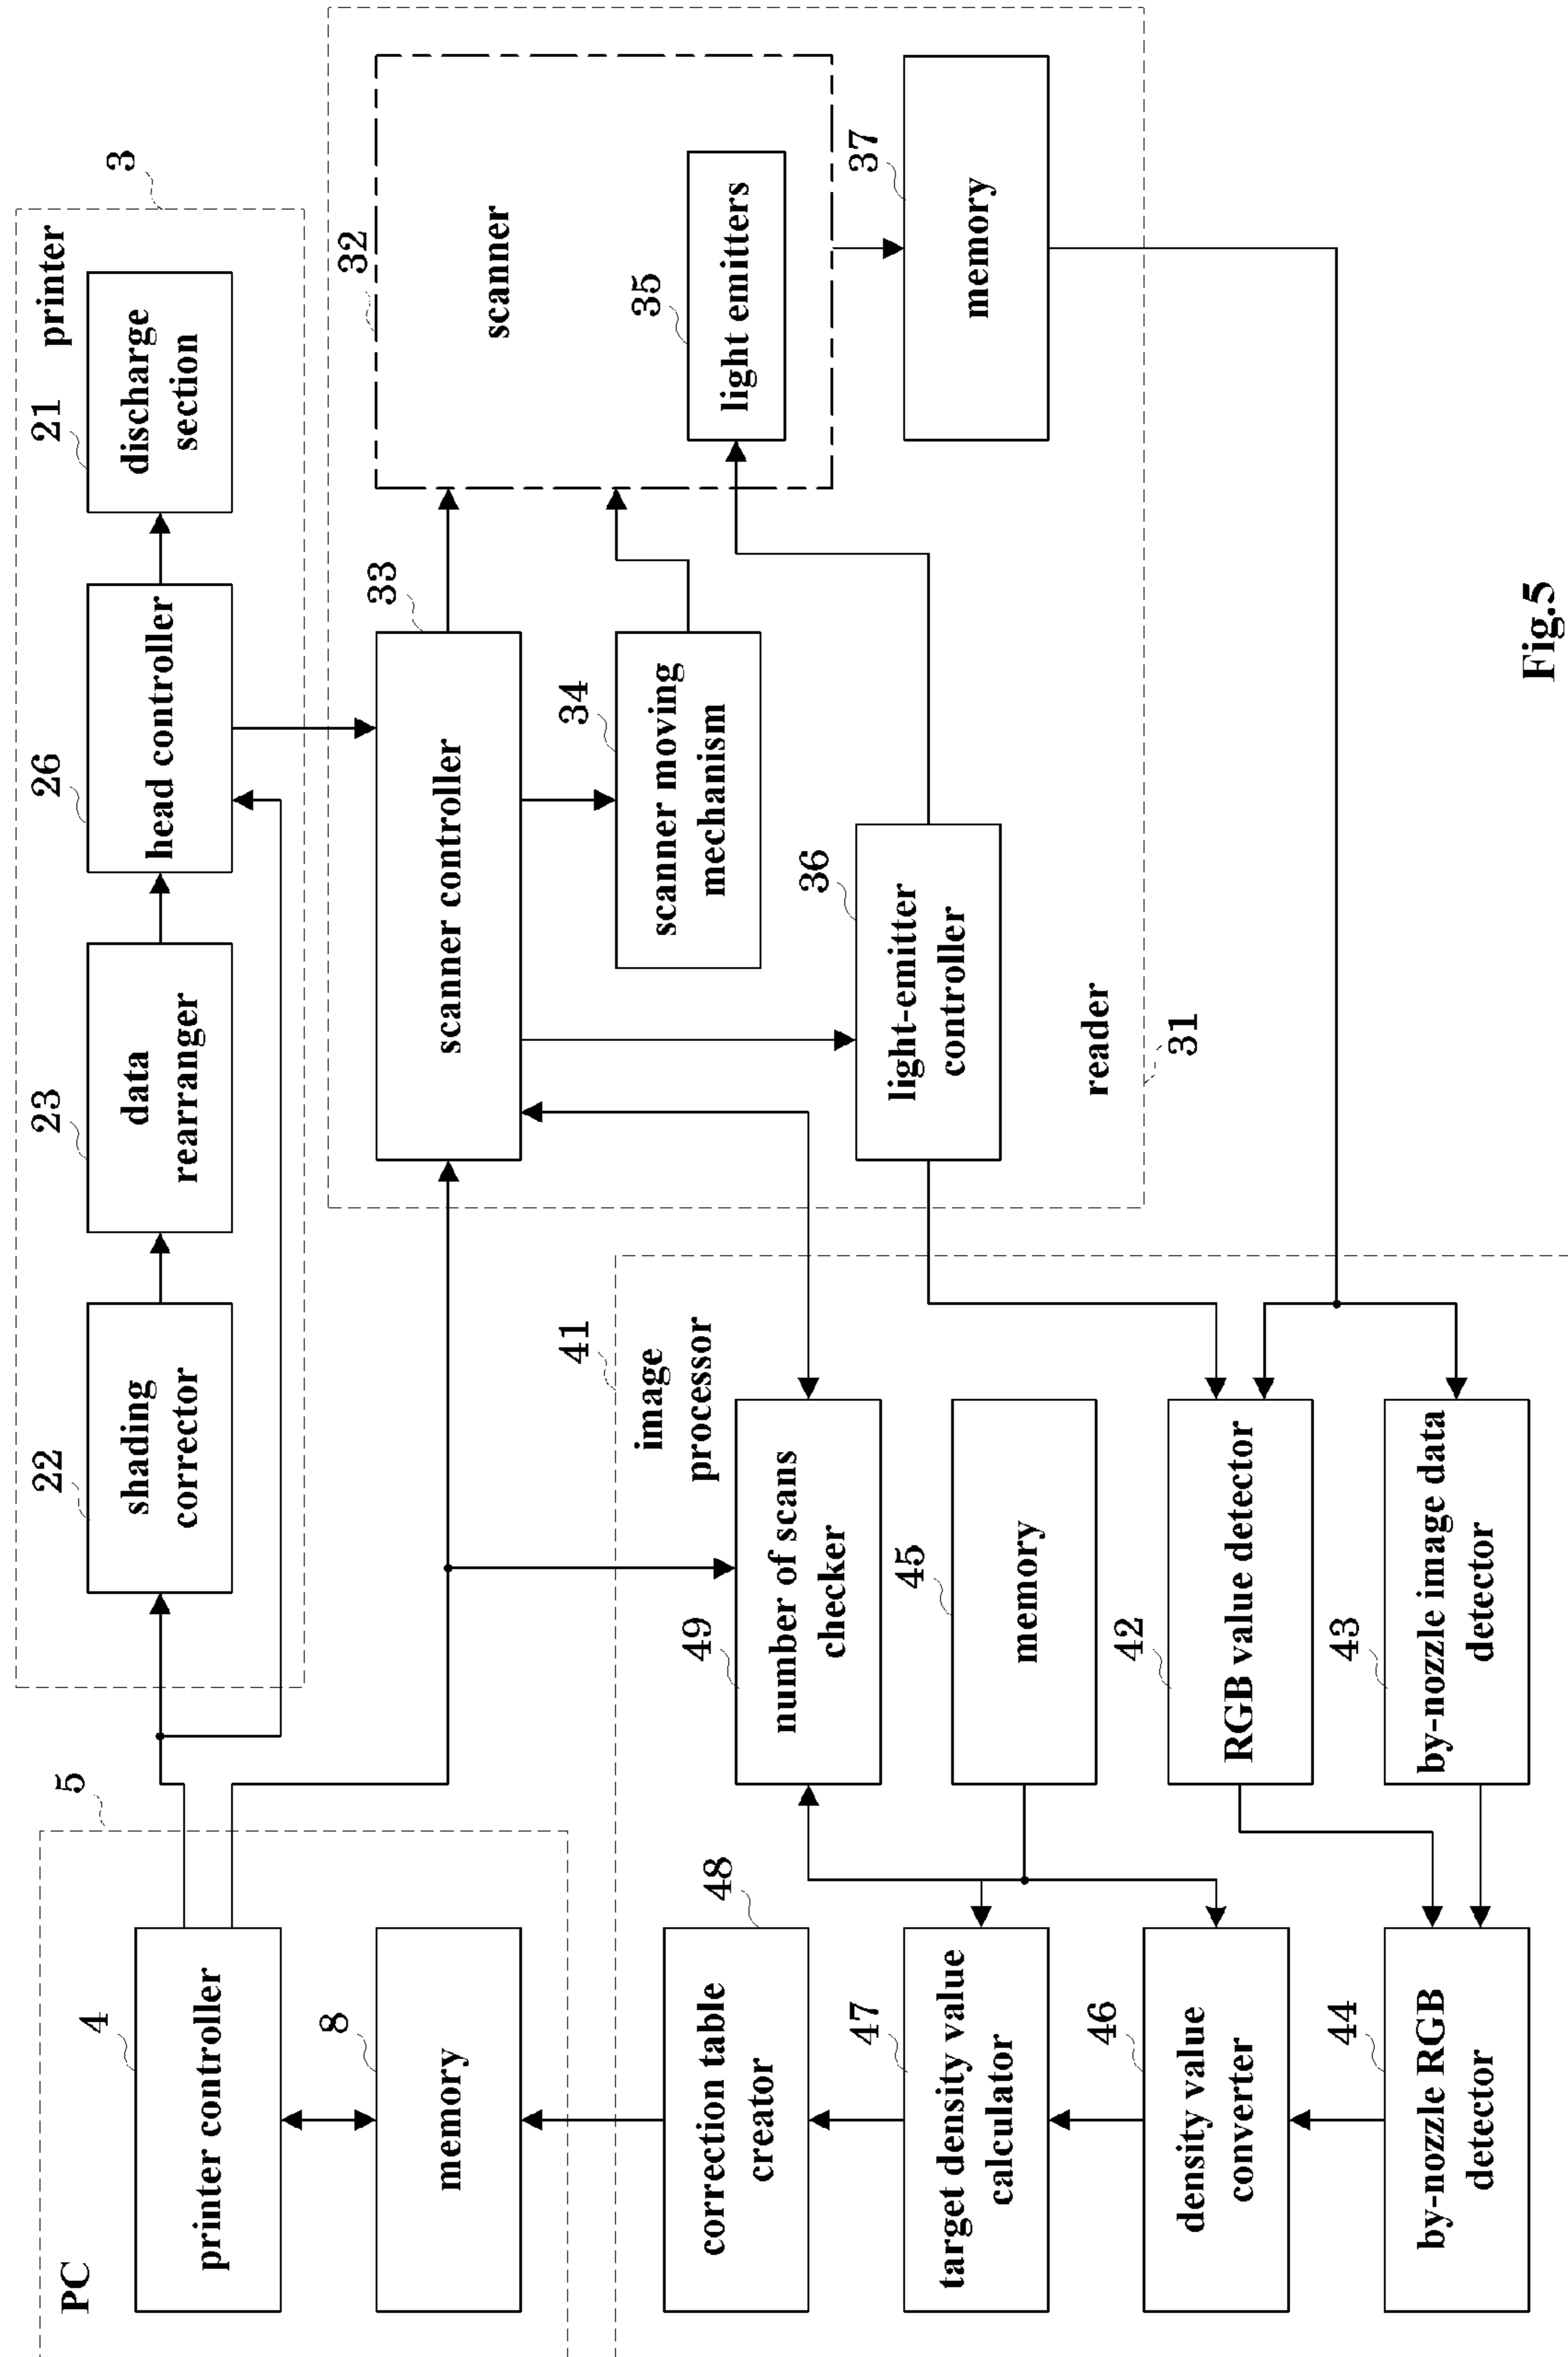 PC
5
4
printer controller
8
memory
3
printer
22
shading
corrector
23
data
rearranger
26
head controller
21
discharge
section
33
scanner controller
34
scanner moving
mechanism
36
light-emitter
controller
32
scanner
35
light emitters
37
memory
reader
31
41
image
processor
49
number of scans
checker
45
memory
42
RGB value detector
43
by-nozzle image data
detector
48
correction table
creator
47
target density value
calculator
46
density value
converter
44
by-nozzle RGB
detector
Fig.5